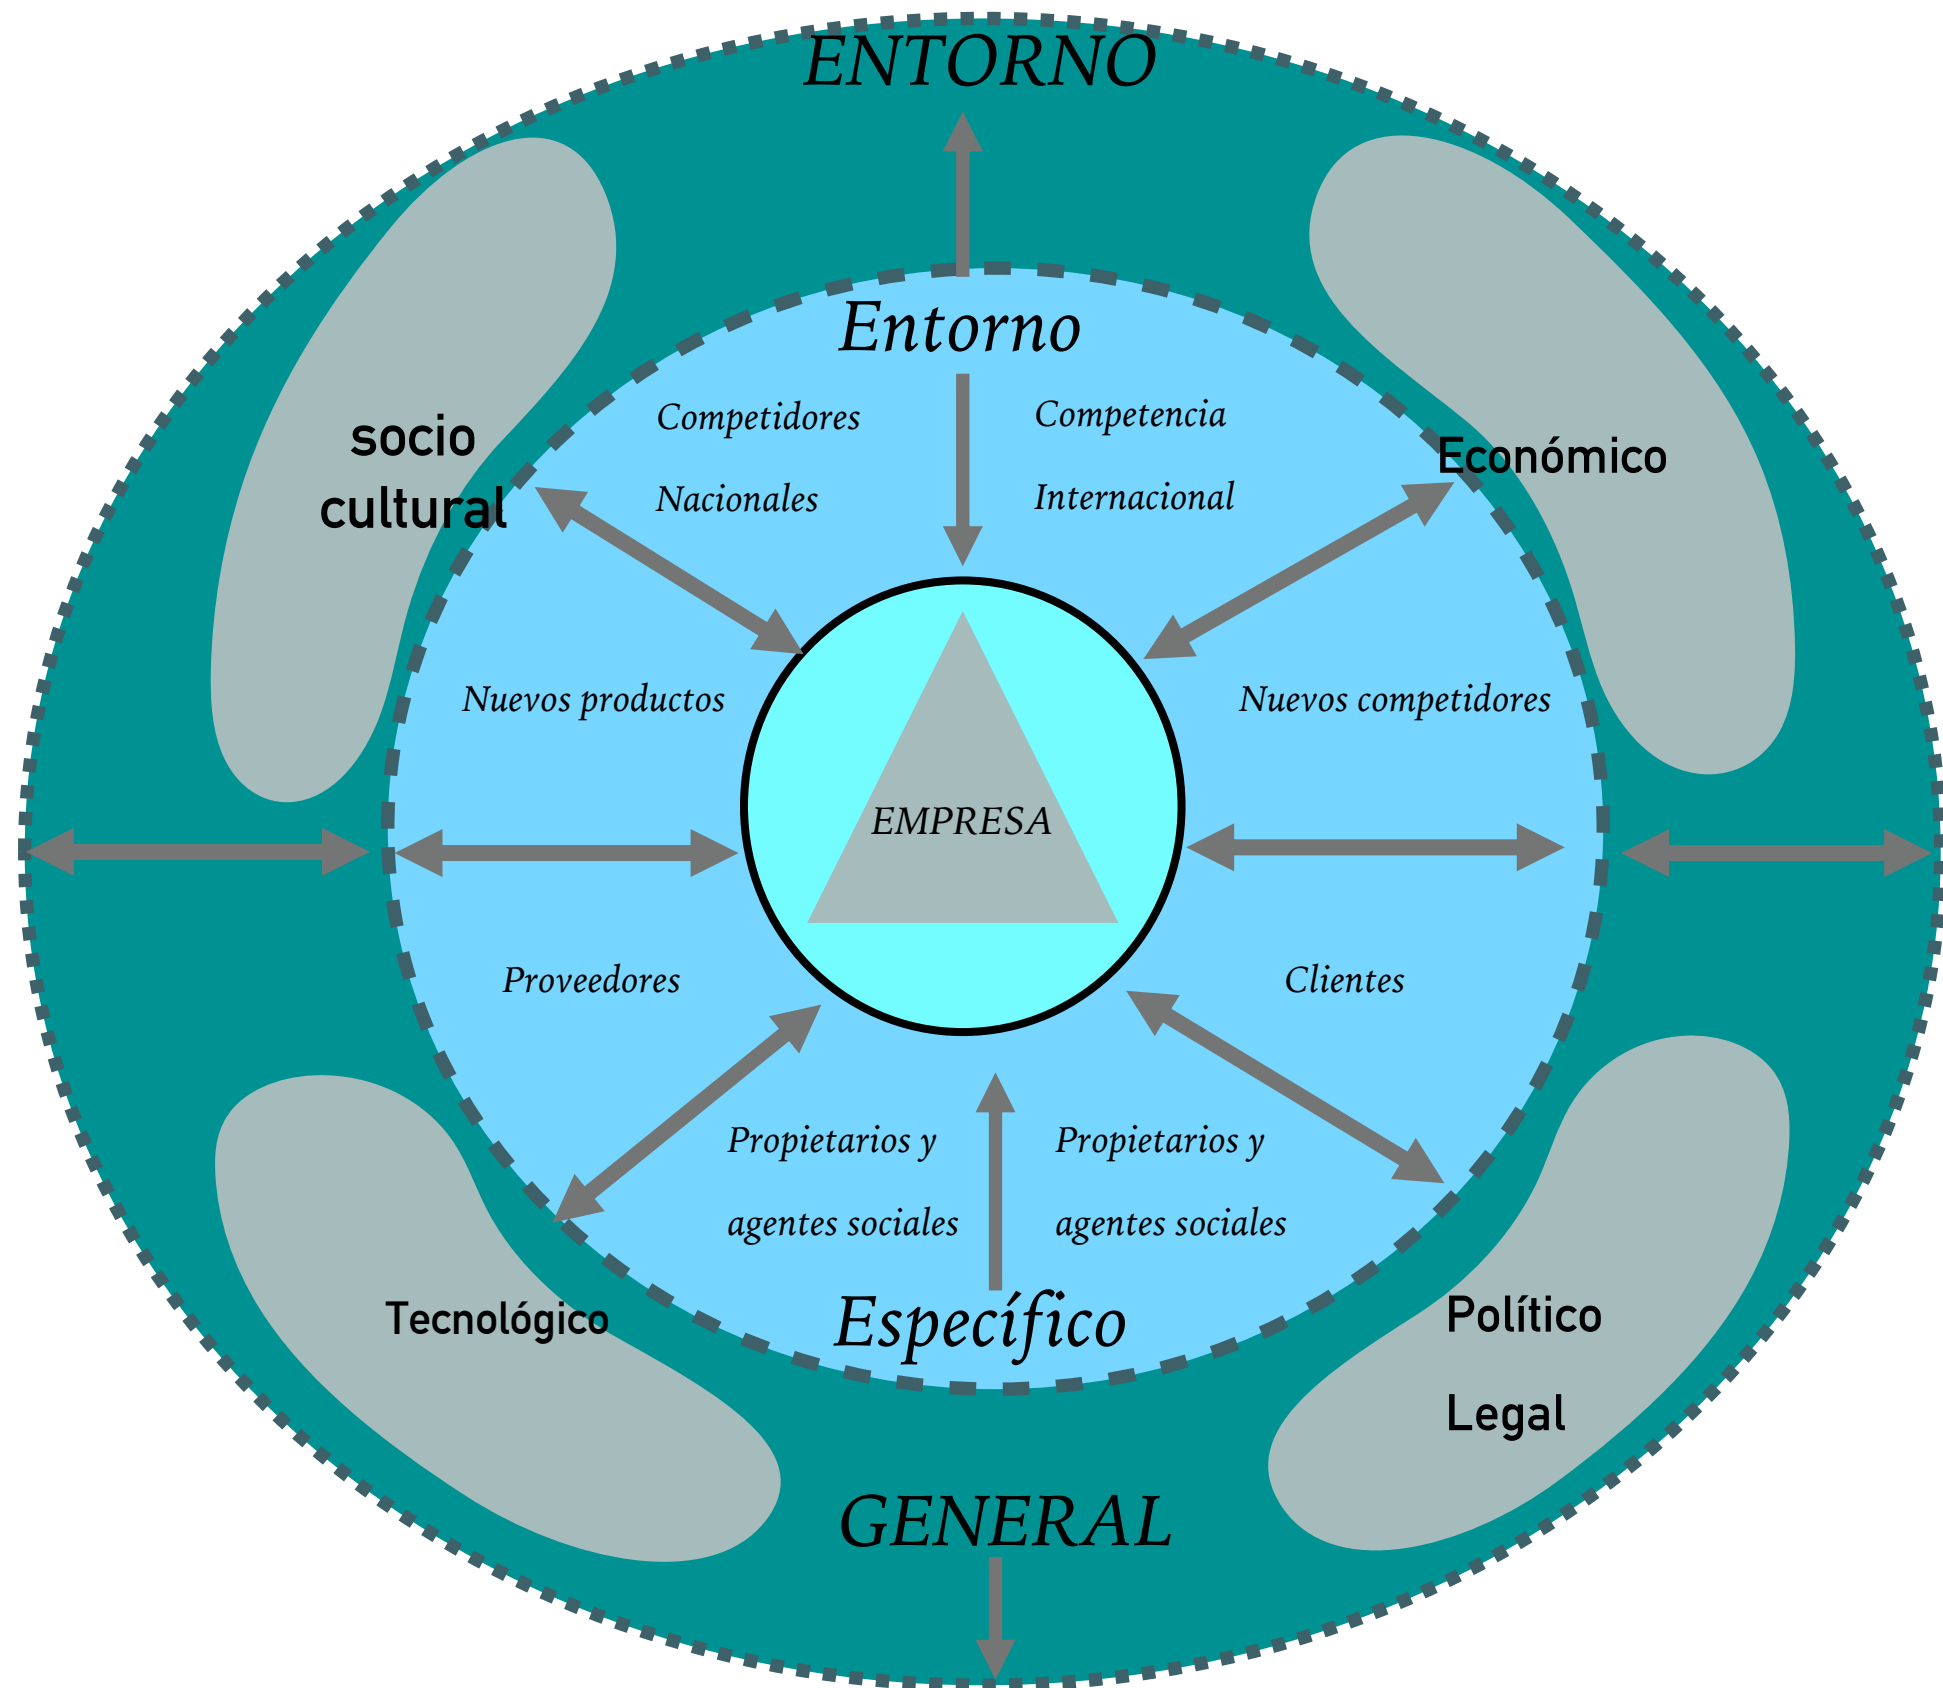 ENTORNO
Entorno
Competidores
Nacionales
Competencia
Internacional
socio
cultural
Económico
Nuevos productos
Nuevos competidores
EMPRESA
Proveedores
Clientes
Propietarios y
agentes sociales
Propietarios y
agentes sociales
Tecnológico
Específico
Político
Legal
GENERAL